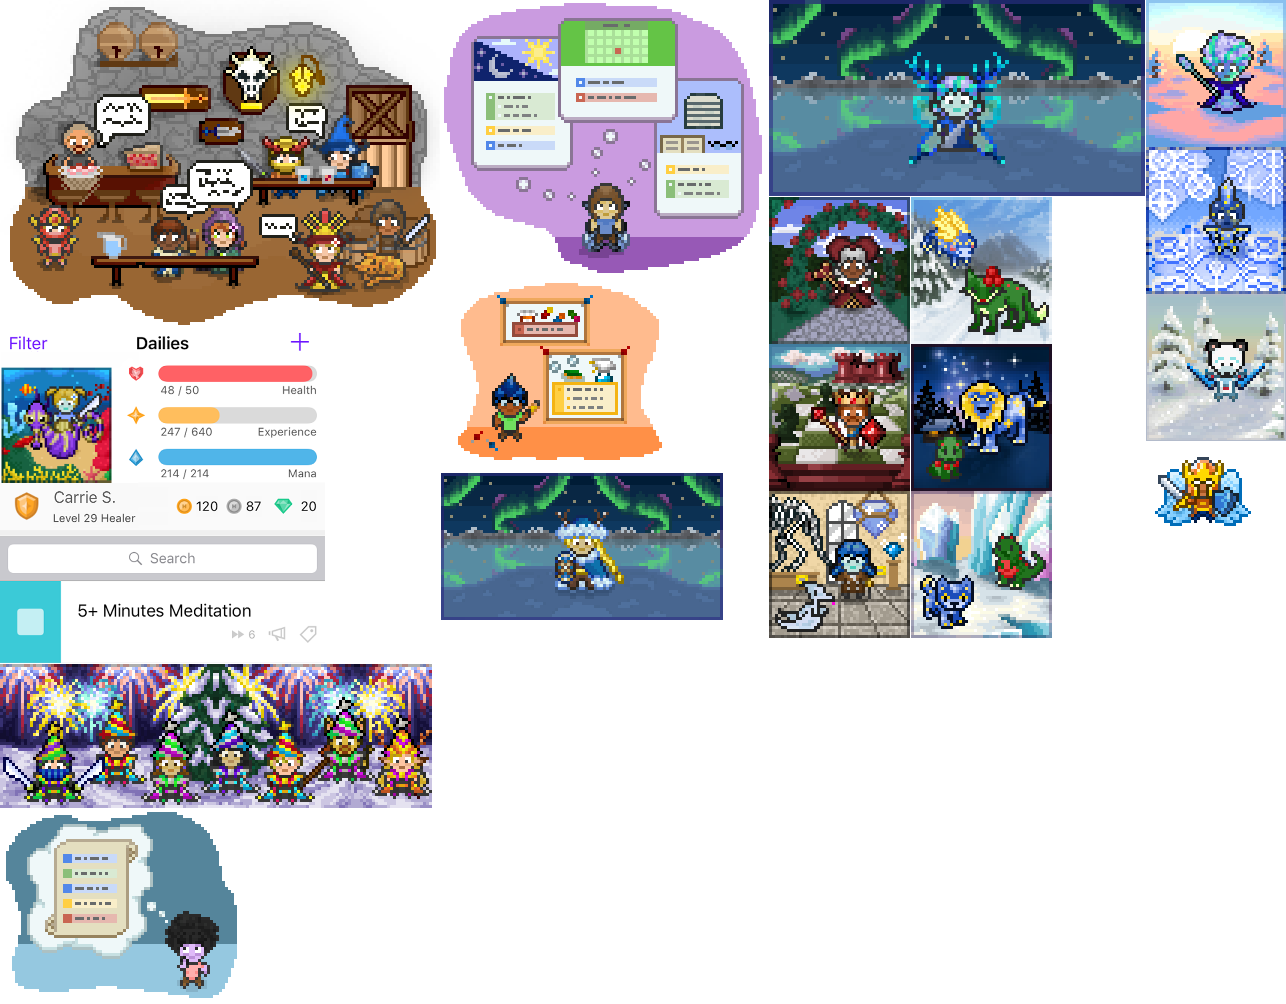 Filter
Dailies
+
48 / 50
Health
247 / 640
Experience
214 / 214
Mana
Carrie S.
Level 29 Healer
120
87
20
Search
5+ Minutes Meditation
6